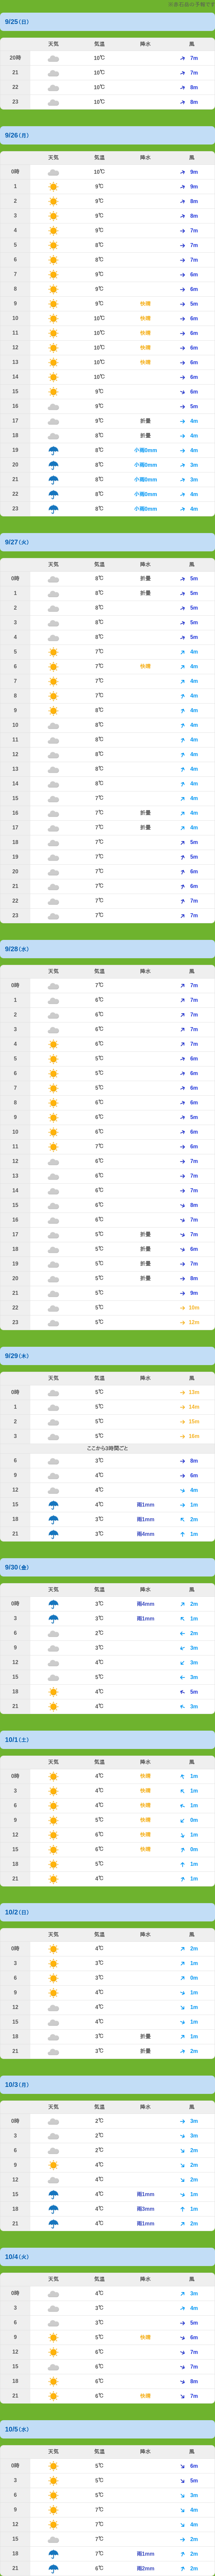 9/25(日)
天気 気温 降水 風
20時 10℃ 7m
21 10℃ 7m
22 10℃ 8m
23 10℃ 8m
9/26(月)
天気 気温 降水 風
0時 10℃ 9m
1 9℃ 9m
2 9℃ 8m
3 9℃ 8m
4 9℃ 7m
5 8℃ 7m
6 8℃ 7m
7 9℃ 6m
8 9℃ 6m
9 9℃ 快晴 5m
10 10℃ 快晴 6m
11 10℃ 快晴 6m
12 10℃ 快晴 6m
13 10℃ 快晴 6m
14 10℃ 6m
15 9℃ 6m
16 9℃ 5m
17 9℃ 折畳 4m
18 8℃ 折畳 4m
19 8℃ 小雨0mm 4m
20 8℃ 小雨0mm 3m
21 8℃ 小雨0mm 3m
22 8℃ 小雨0mm 4m
23 8℃ 小雨0mm 4m
9/27(火)
天気 気温 降水 風
0時 8℃ 折畳 5m
1 8℃ 折畳 5m
2 8℃ 5m
3 8℃ 5m
4 8℃ 5m
5 7℃ 4m
6 7℃ 快晴 4m
7 7℃ 4m
8 7℃ 4m
9 8℃ 4m
10 8℃ 4m
11 8℃ 4m
12 8℃ 4m
13 8℃ 4m
14 8℃ 4m
15 7℃ 4m
16 7℃ 折畳 4m
17 7℃ 折畳 4m
18 7℃ 5m
19 7℃ 5m
20 7℃ 6m
21 7℃ 6m
22 7℃ 7m
23 7℃ 7m
9/28(水)
天気 気温 降水 風
0時 7℃ 7m
1 6℃ 7m
2 6℃ 7m
3 6℃ 7m
4 6℃ 7m
5 5℃ 6m
6 5℃ 6m
7 5℃ 6m
8 6℃ 6m
9 6℃ 5m
10 6℃ 6m
11 7℃ 6m
12 6℃ 7m
13 6℃ 7m
14 6℃ 7m
15 6℃ 8m
16 6℃ 7m
17 5℃ 折畳 7m
18 5℃ 折畳 6m
19 5℃ 折畳 7m
20 5℃ 折畳 8m
21 5℃ 9m
22 5℃ 10m
23 5℃ 12m
9/29(木)
天気 気温 降水 風
0時 5℃ 13m
1 5℃ 14m
2 5℃ 15m
3 5℃ 16m
ここから3時間ごと
6 3℃ 8m
9 4℃ 6m
12 4℃ 4m
15 4℃ 雨1mm 1m
18 3℃ 雨1mm 2m
21 3℃ 雨4mm 1m
9/30(金)
天気 気温 降水 風
0時 3℃ 雨4mm 2m
3 3℃ 雨1mm 1m
6 2℃ 2m
9 3℃ 3m
12 4℃ 3m
15 5℃ 3m
18 4℃ 5m
21 4℃ 3m
10/1(土)
天気 気温 降水 風
0時 4℃ 快晴 1m
3 4℃ 快晴 1m
6 4℃ 快晴 1m
9 5℃ 快晴 0m
12 6℃ 快晴 1m
15 6℃ 快晴 0m
18 5℃ 1m
21 4℃ 1m
10/2(日)
天気 気温 降水 風
0時 4℃ 2m
3 3℃ 1m
6 3℃ 0m
9 4℃ 1m
12 4℃ 1m
15 4℃ 1m
18 3℃ 折畳 1m
21 3℃ 折畳 2m
10/3(月)
天気 気温 降水 風
0時 2℃ 3m
3 2℃ 3m
6 2℃ 2m
9 4℃ 2m
12 4℃ 2m
15 4℃ 雨1mm 1m
18 4℃ 雨3mm 1m
21 4℃ 雨1mm 2m
10/4(火)
天気 気温 降水 風
0時 4℃ 3m
3 3℃ 4m
6 3℃ 5m
9 5℃ 快晴 6m
12 6℃ 7m
15 6℃ 7m
18 6℃ 8m
21 6℃ 快晴 7m
10/5(水)
天気 気温 降水 風
0時 5℃ 6m
3 5℃ 5m
6 5℃ 3m
9 7℃ 4m
12 7℃ 4m
15 7℃ 2m
18 7℃ 雨1mm 2m
21 6℃ 雨2mm 2m